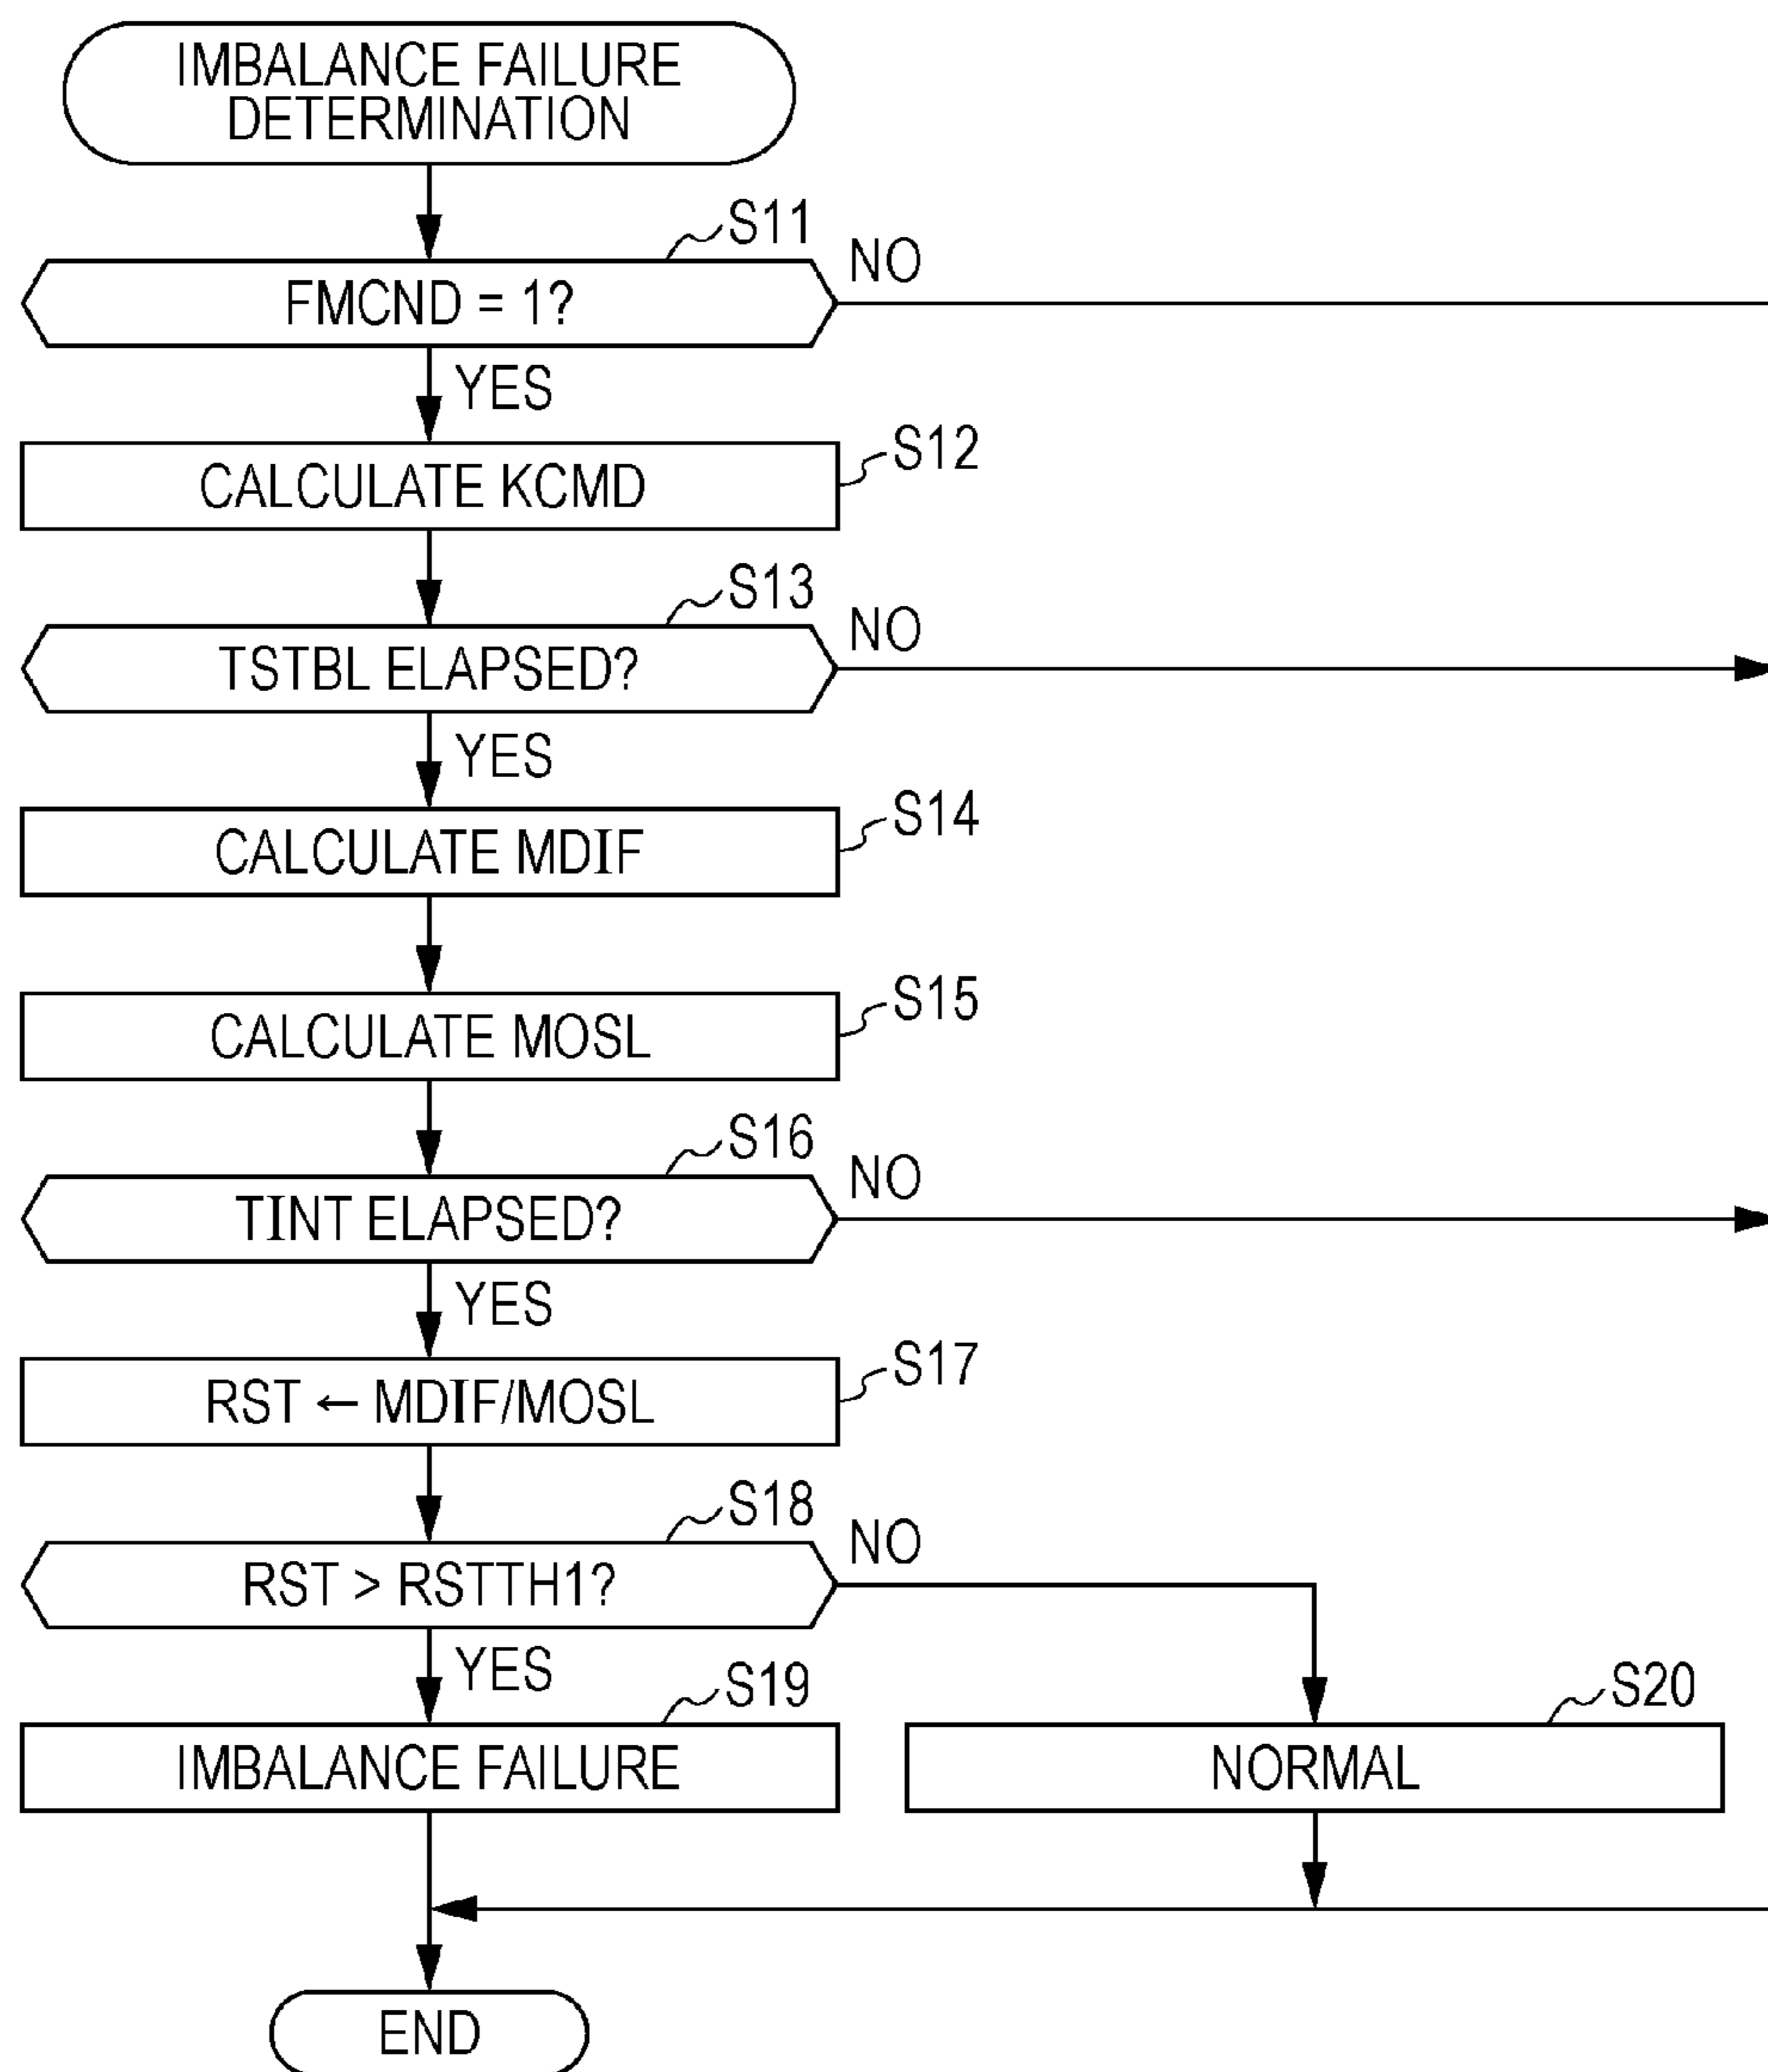 IMBALANCE FAILURE
DETERMINATION
S11
FMCND = 1?
NO
YES
S12
CALCULATE KCMD
S13
TSTBL ELAPSED?
NO
YES
S14
CALCULATE MDIF
S15
CALCULATE MOSL
S16
TINT ELAPSED?
NO
YES
S17
RST ← MDIF/MOSL
S18
RST > RSTTH1?
NO
YES
S19
IMBALANCE FAILURE
S20
NORMAL
END